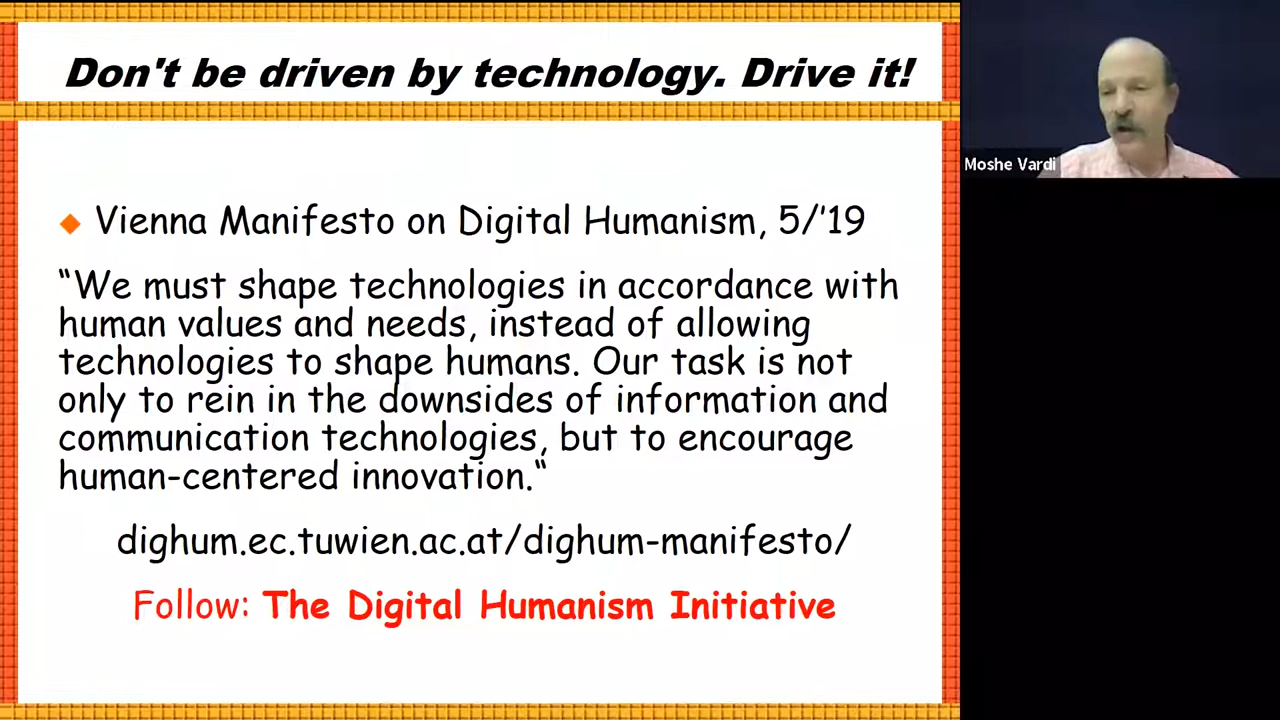 Don't be driven by technology. Drive it!
Moshe Vardi
Vienna Manifesto on Digital Humanism, 5/'19
“We must shape technologies in accordance with
human values and needs, instead of allowing
technologies to shape humans. Our task is not
only to rein in the downsides of information and
communication technologies, but to encourage
human-centered innovation.“
dighum.ec.tuwien.ac.at/dighum-manifesto/
Follow: The Digital Humanism Initiative